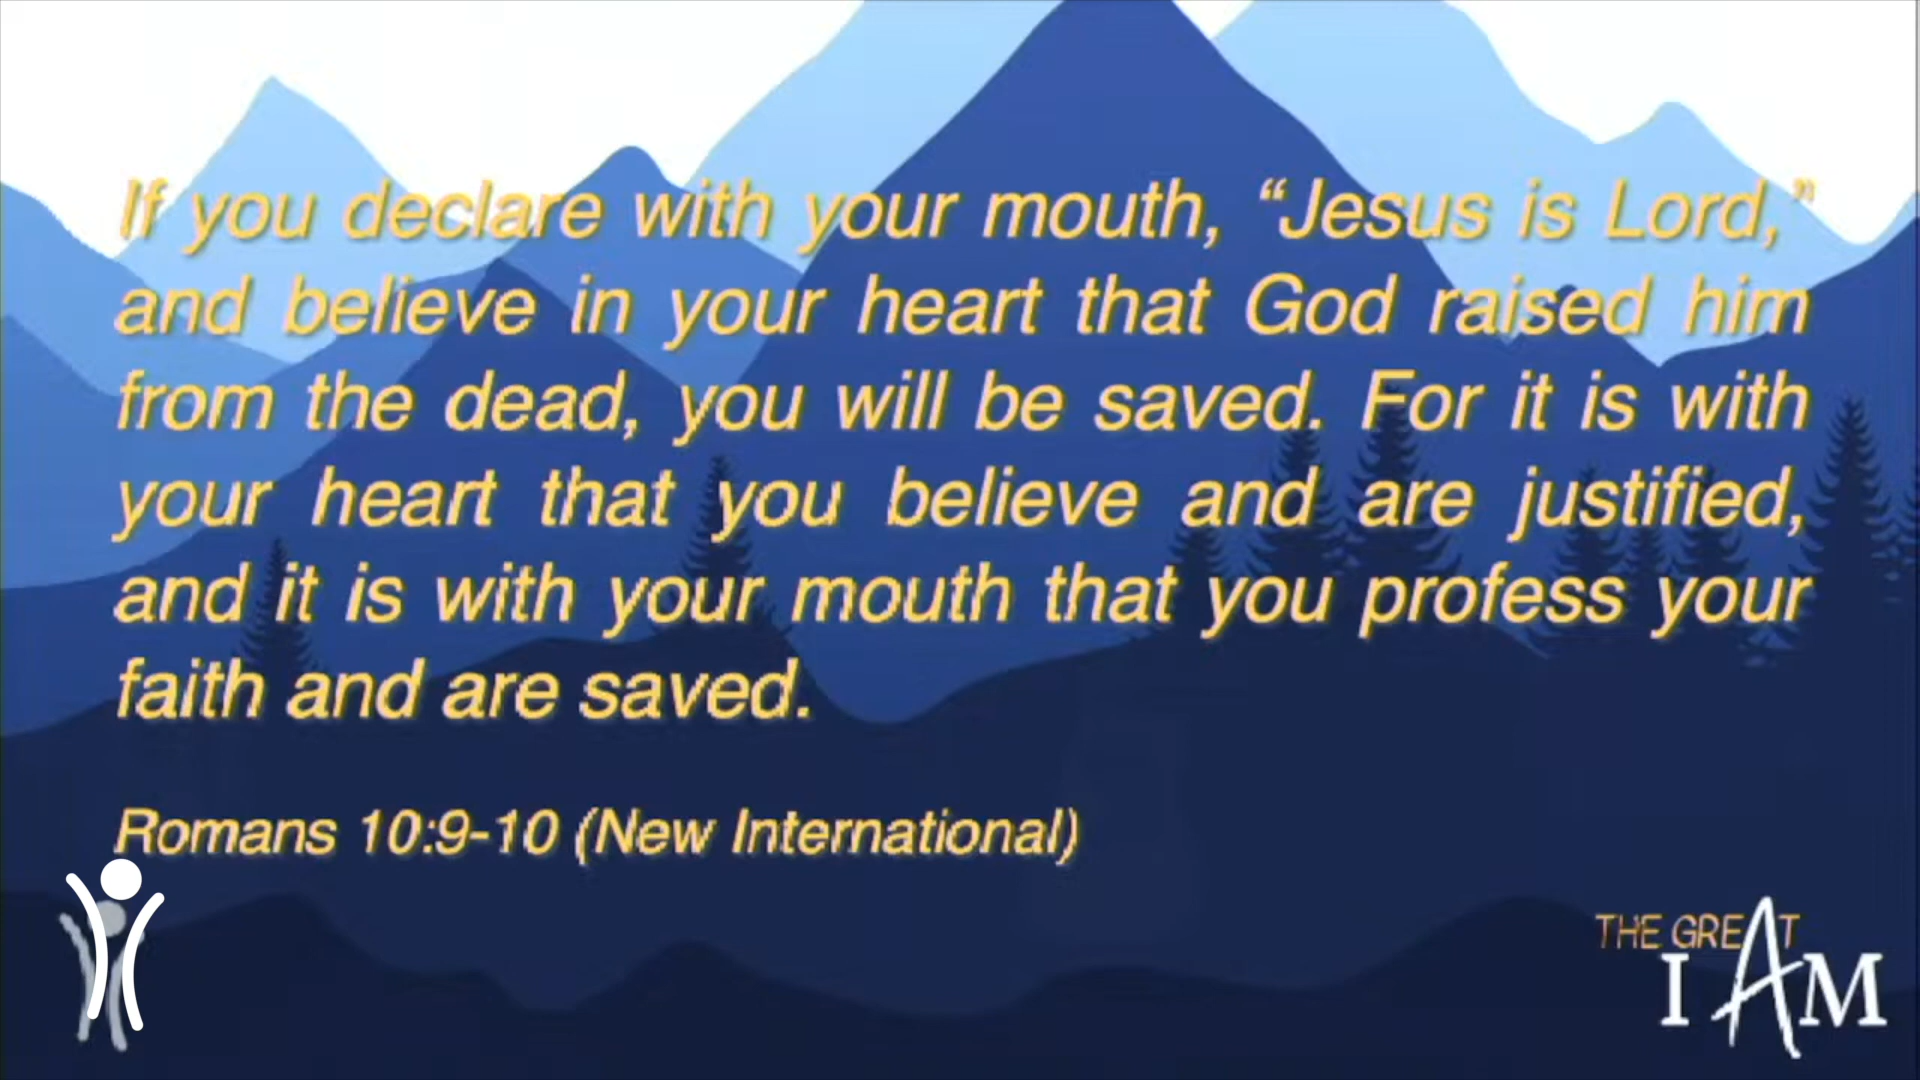 If you declare with your mouth, “Jesus is Lord,”
and believe in your heart that God raised him
from the dead, you will be saved. For it is with
your heart that you believe and are justified,
and it is with your mouth that you profess your
faith and are saved.
Romans 10:9-10 (New International)
THE GREAT
I AM